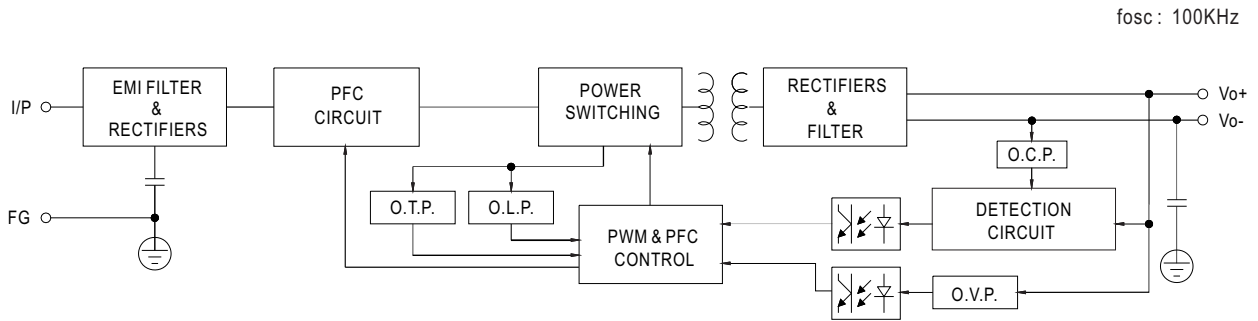 fosc : 100KHz
I/P
EMI FILTER
&
RECTIFIERS
PFC
CIRCUIT
POWER
SWITCHING
RECTIFIERS
&
FILTER
Vo+
Vo-
O.C.P.
FG
O.T.P.
O.L.P.
PWM & PFC
CONTROL
DETECTION
CIRCUIT
O.V.P.